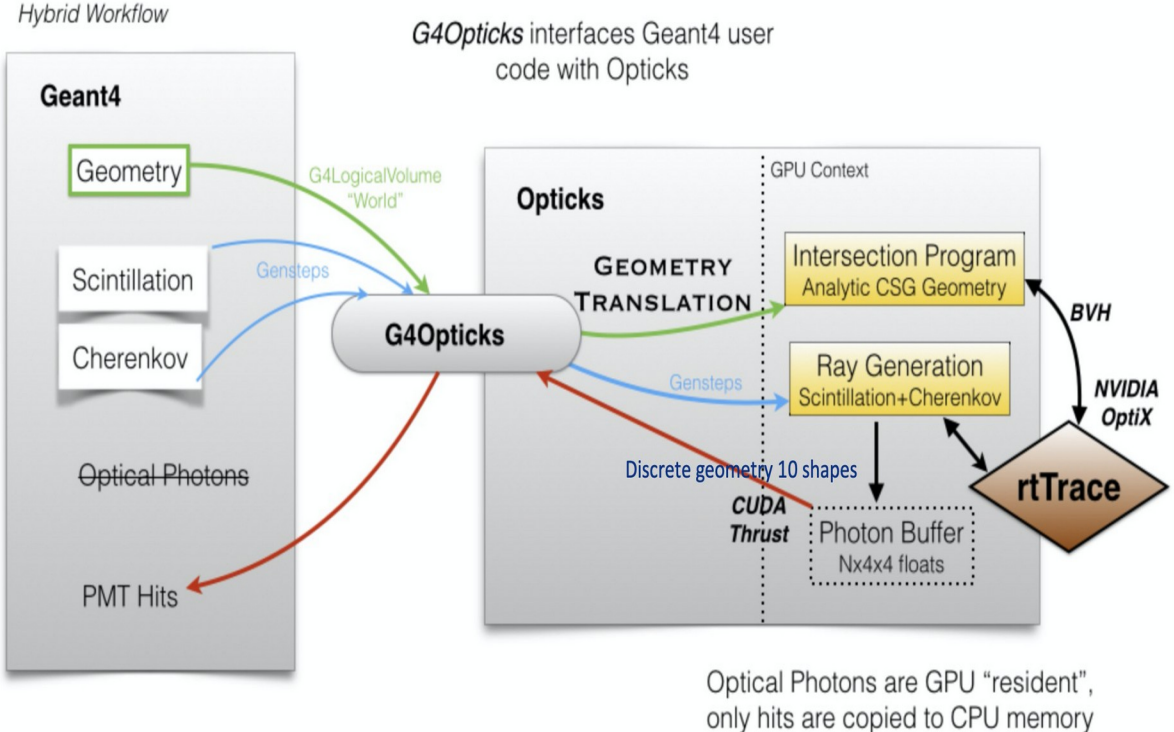 Hybrid Workflow
G4Opticks interfaces Geant4 user
code with Opticks
Geant4
Geometry
G4LogicalVolume
"World"
Scintillation
Gensteps
Cherenkov
Optical Photons
PMT Hits
G4Opticks
Opticks
GPU Context
GEOMETRY
TRANSLATION
Intersection Program
Analytic CSG Geometry
BVH
Gensteps
Ray Generation
Scintillation+Cherenkov
NVIDIA
OptiX
rtTrace
Discrete geometry 10 shapes
CUDA
Thrust
Photon Buffer
Nx4x4 floats
Optical Photons are GPU "resident",
only hits are copied to CPU memory